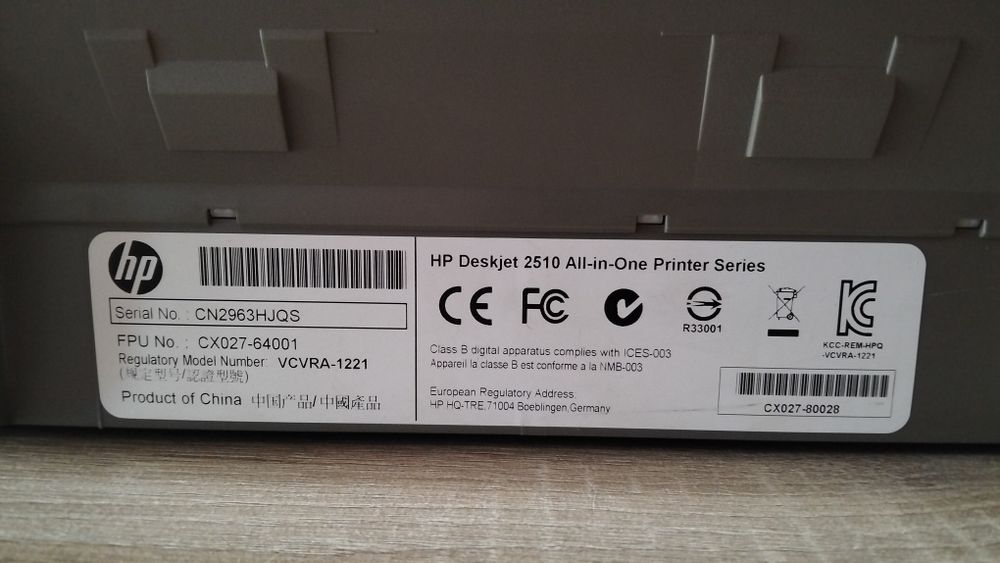 hp
Serial No. : CN2963HJQS
FPU No. : CX027-64001
Regulatory Model Number: VCVRA-1221
(规定型号/認證型號)
Product of China 中国产品/中國產品
HP Deskjet 2510 All-in-One Printer Series
CE FC
R33001
KCC-REM-HPQ
-VCVRA-1221
Class B digital apparatus complies with ICES-003
Appareil la classe B est conforme a la NMB-003
European Regulatory Address:
HP HQ-TRE,71004 Boeblingen,Germany
CX027-80028